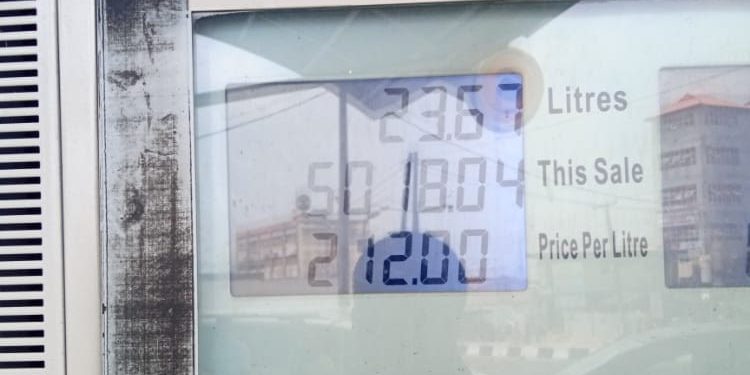 23.67 Litres
5018.04 This Sale
212.00 Price Per Litre